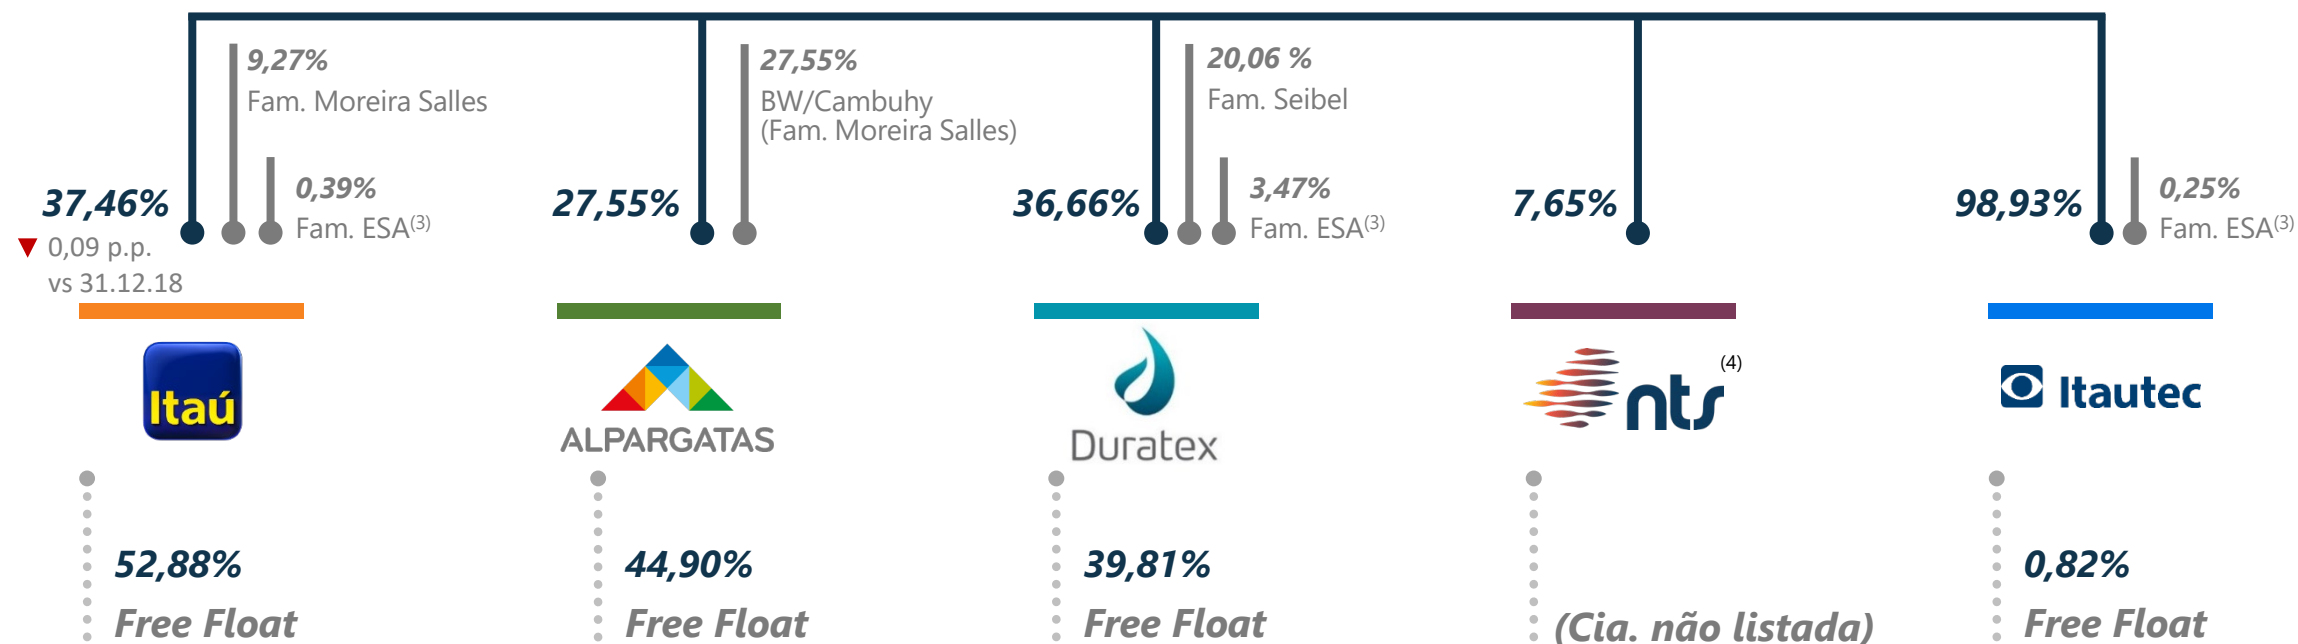 9,27%
Fam. Moreira Salles
37,46%
0,39%
Fam. ESA(3)
▼ 0,09 p.p.
vs 31.12.18
27,55%
BW/Cambuhy
(Fam. Moreira Salles)
27,55%
20,06 %
Fam. Seibel
36,66%
3,47%
Fam. ESA(3)
7,65%
98,93%
0,25%
Fam. ESA(3)
Itaú
ALPARGATAS
Duratex
nts (4)
Itautec
52,88%
Free Float
44,90%
Free Float
39,81%
Free Float
(Cia. não listada)
0,82%
Free Float